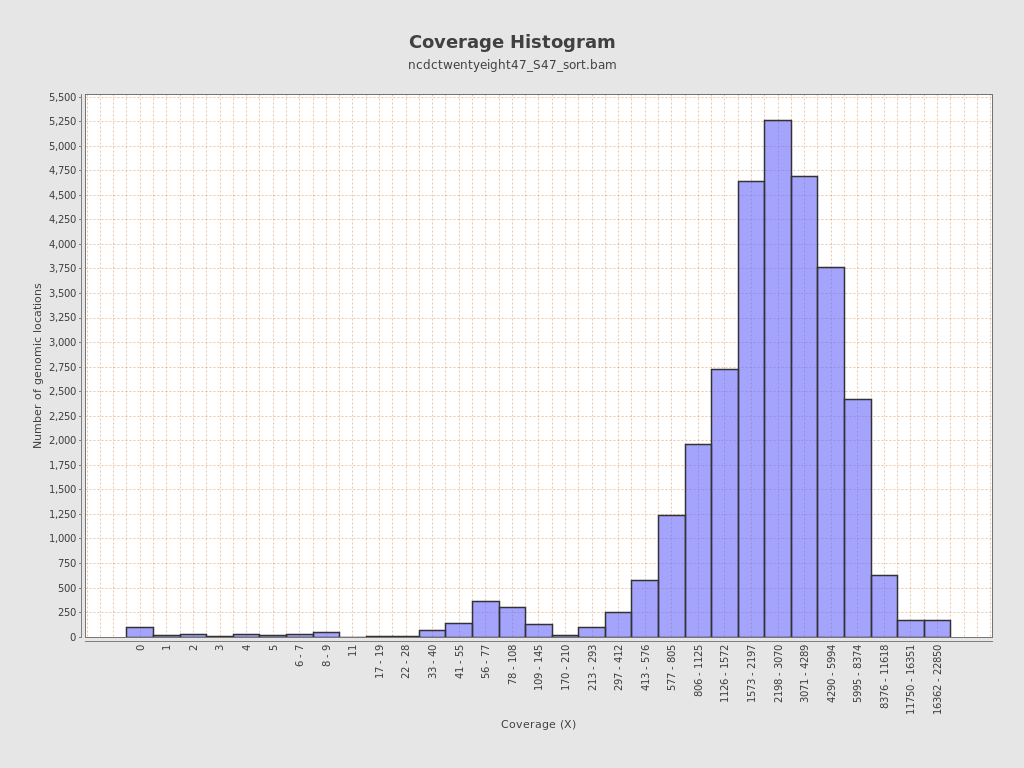 Coverage Histogram
ncdctwentyeight47_S47_sort.bam
Number of genomic locations
5,500
5,250
5,000
4,750
4,500
4,250
4,000
3,750
3,500
3,250
3,000
2,750
2,500
2,250
2,000
1,750
1,500
1,250
1,000
750
500
250
0
0
1
2
3
4
5
6 - 7
8 - 9
11
17 - 19
22 - 28
33 - 40
41 - 55
56 - 77
78 - 108
109 - 145
170 - 210
213 - 293
297 - 412
413 - 576
577 - 805
806 - 1125
1126 - 1572
1573 - 2197
2198 - 3070
3071 - 4289
4290 - 5994
5995 - 8374
8376 - 11618
11750 - 16351
16362 - 22850
Coverage (X)